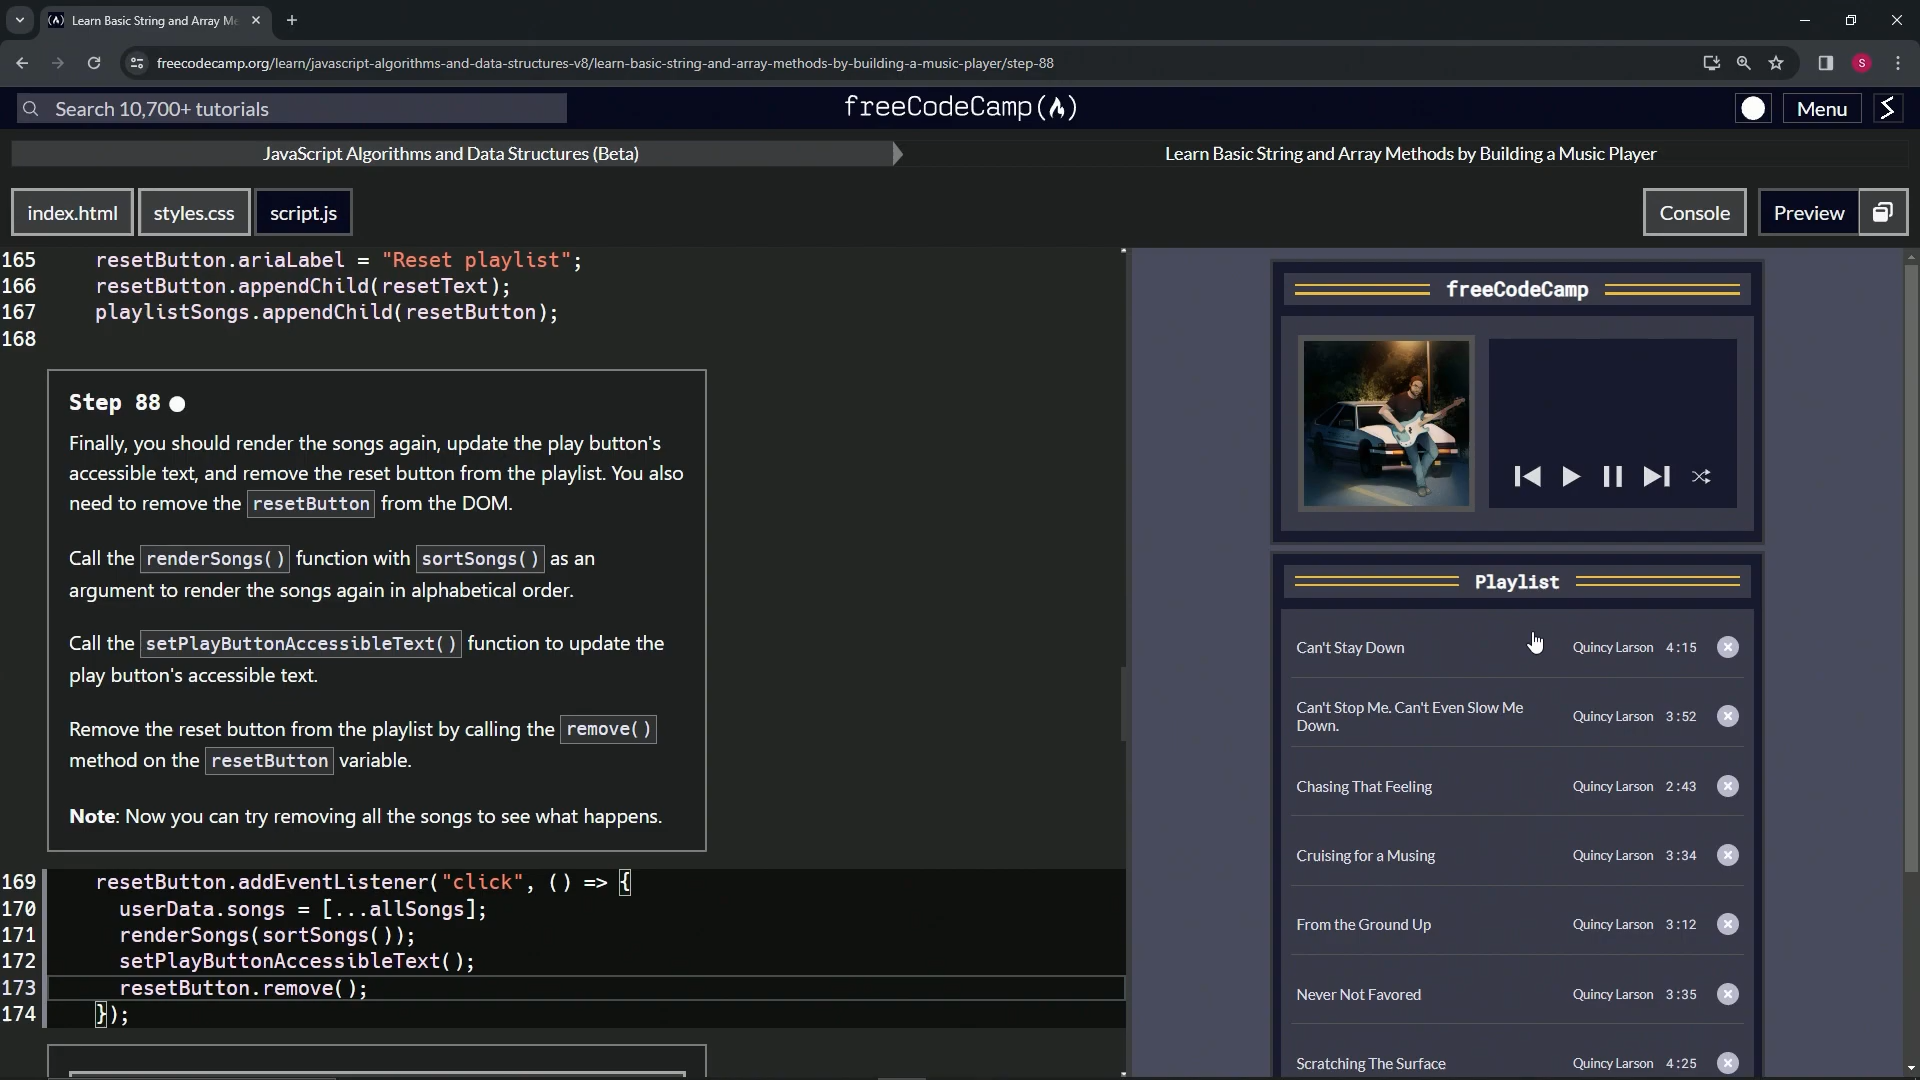 Learn Basic String and Array Me
freecodecamp.org/learn/javascript-algorithms-and-data-structures-v8/learn-basic-string-and-array-methods-by-building-a-music-player/step-88
S
Search 10,700+ tutorials
freeCodeCamp
Menu
JavaScript Algorithms and Data Structures (Beta)
Learn Basic String and Array Methods by Building a Music Player
index.html
styles.css
script.js
Console
Preview
165 resetButton.ariaLabel = "Reset playlist";
166 resetButton.appendChild(resetText);
167 playlistSongs.appendChild(resetButton);
168
Step 88
Finally, you should render the songs again, update the play button's
accessible text, and remove the reset button from the playlist. You also
need to remove the resetButton from the DOM.
Call the renderSongs() function with sortSongs() as an
argument to render the songs again in alphabetical order.
Call the setPlayButtonAccessibleText() function to update the
play button's accessible text.
Remove the reset button from the playlist by calling the remove()
method on the resetButton variable.
Note: Now you can try removing all the songs to see what happens.
169 resetButton.addEventListener("click", () => {
170 userData.songs = [...allSongs];
171 renderSongs(sortSongs());
172 setPlayButtonAccessibleText();
173 resetButton.remove();
174 });
freeCodeCamp
Playlist
Can't Stay Down Quincy Larson 4:15
Can't Stop Me. Can't Even Slow Me
Down. Quincy Larson 3:52
Chasing That Feeling Quincy Larson 2:43
Cruising for a Musing Quincy Larson 3:34
From the Ground Up Quincy Larson 3:12
Never Not Favored Quincy Larson 3:35
Scratching The Surface Quincy Larson 4:25